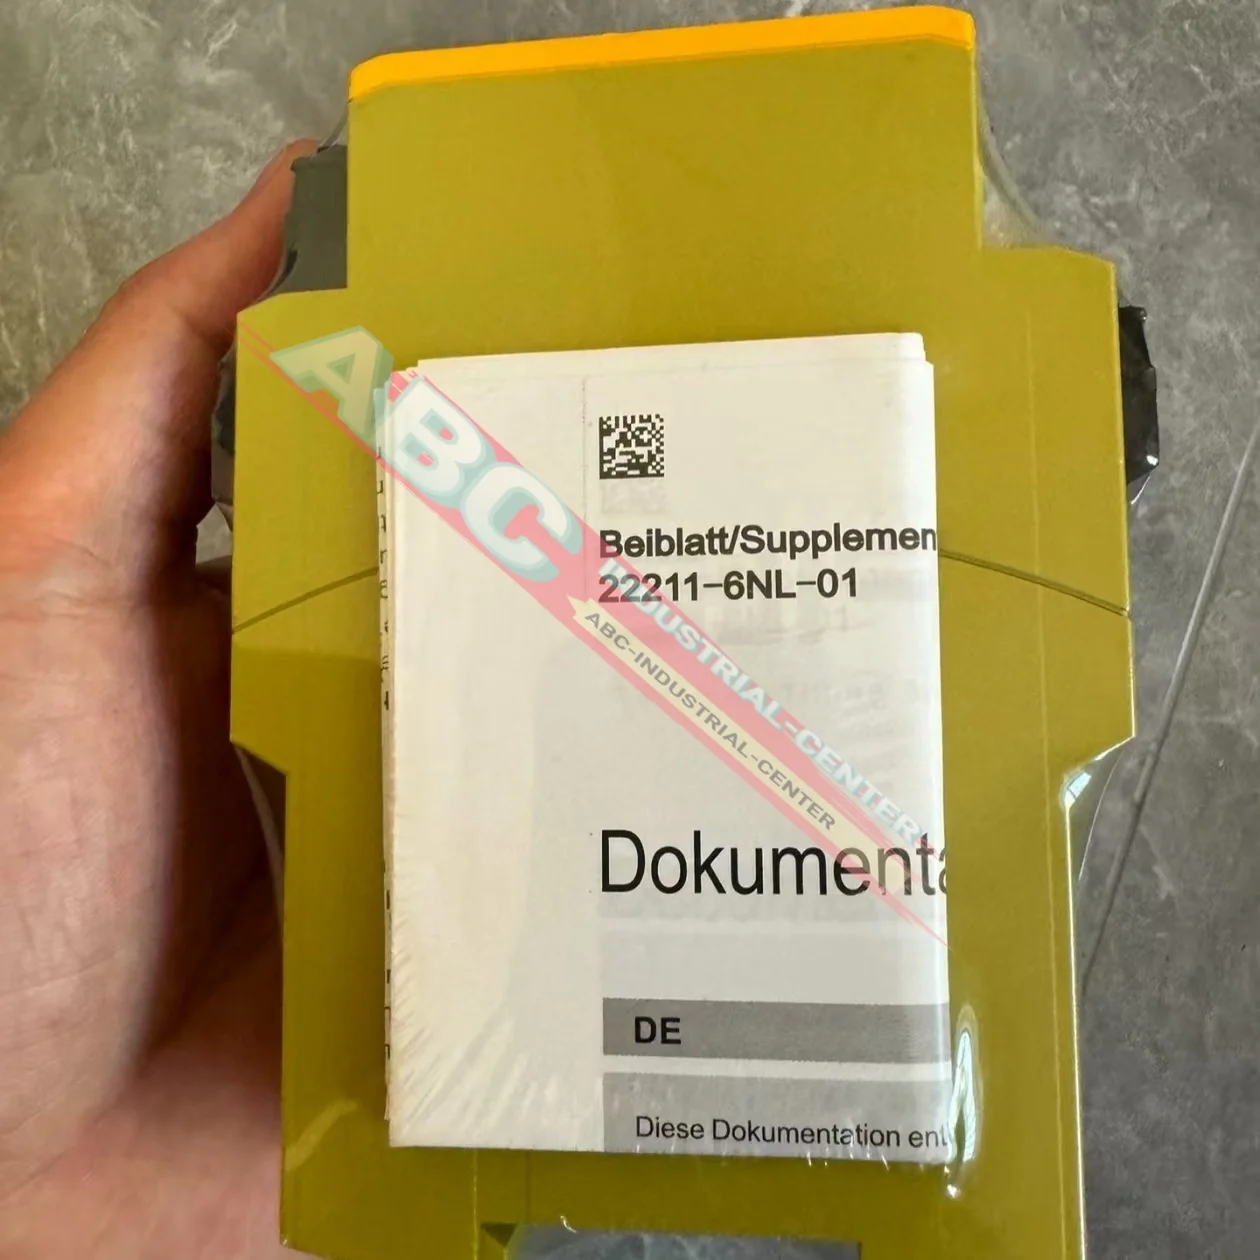 Beiblatt/Supplemen
22211-6NL-01
ABC
INDUSTRIAL-CENTER
ABC-INDUSTRIAL-CENTER
Dokumenta
DE
Diese Dokumentation ent